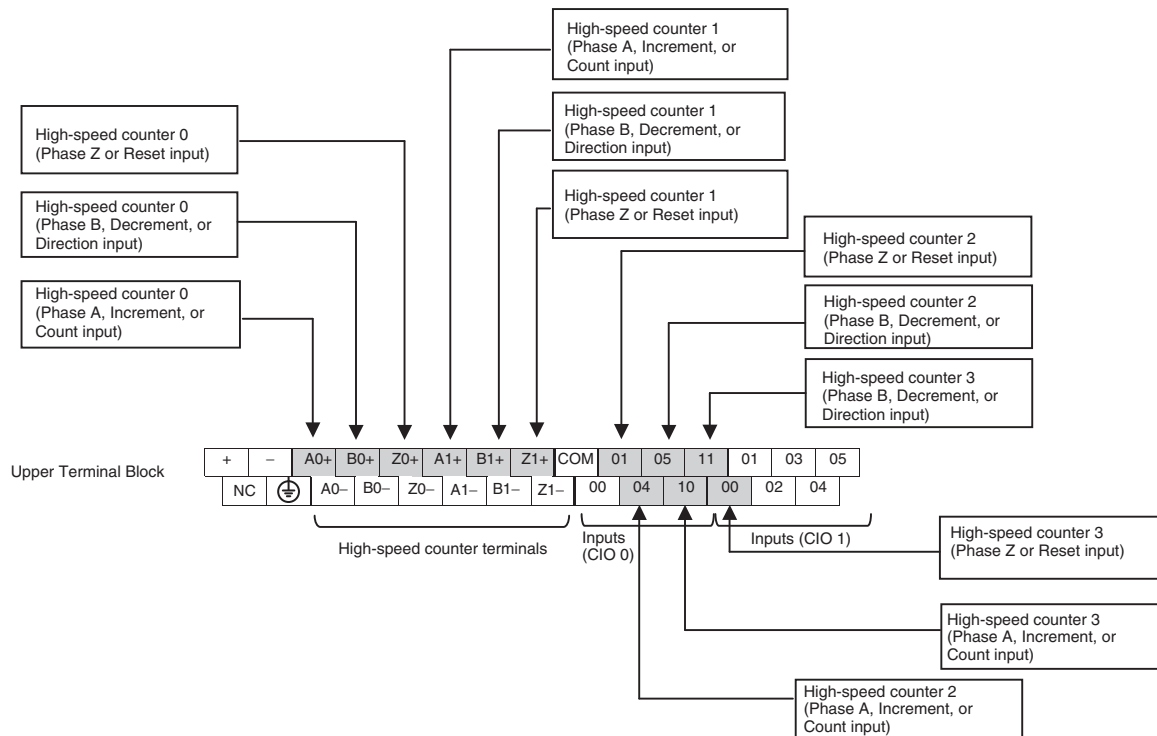 High-speed counter 1
(Phase A, Increment, or
Count input)
High-speed counter 1
(Phase B, Decrement, or
Direction input)
High-speed counter 0
(Phase Z or Reset input)
High-speed counter 1
(Phase Z or Reset input)
High-speed counter 0
(Phase B, Decrement, or
Direction input)
High-speed counter 2
(Phase Z or Reset input)
High-speed counter 0
(Phase A, Increment, or
Count input)
High-speed counter 2
(Phase B, Decrement, or
Direction input)
High-speed counter 3
(Phase B, Decrement, or
Direction input)
Upper Terminal Block
+ − A0+ B0+ Z0+ A1+ B1+ Z1+ COM 01 05 11 01 03 05
NC A0− B0− Z0− A1− B1− Z1− 00 04 10 00 02 04
High-speed counter terminals
Inputs
(CIO 0)
Inputs (CIO 1)
High-speed counter 3
(Phase Z or Reset input)
High-speed counter 3
(Phase A, Increment, or
Count input)
High-speed counter 2
(Phase A, Increment, or
Count input)